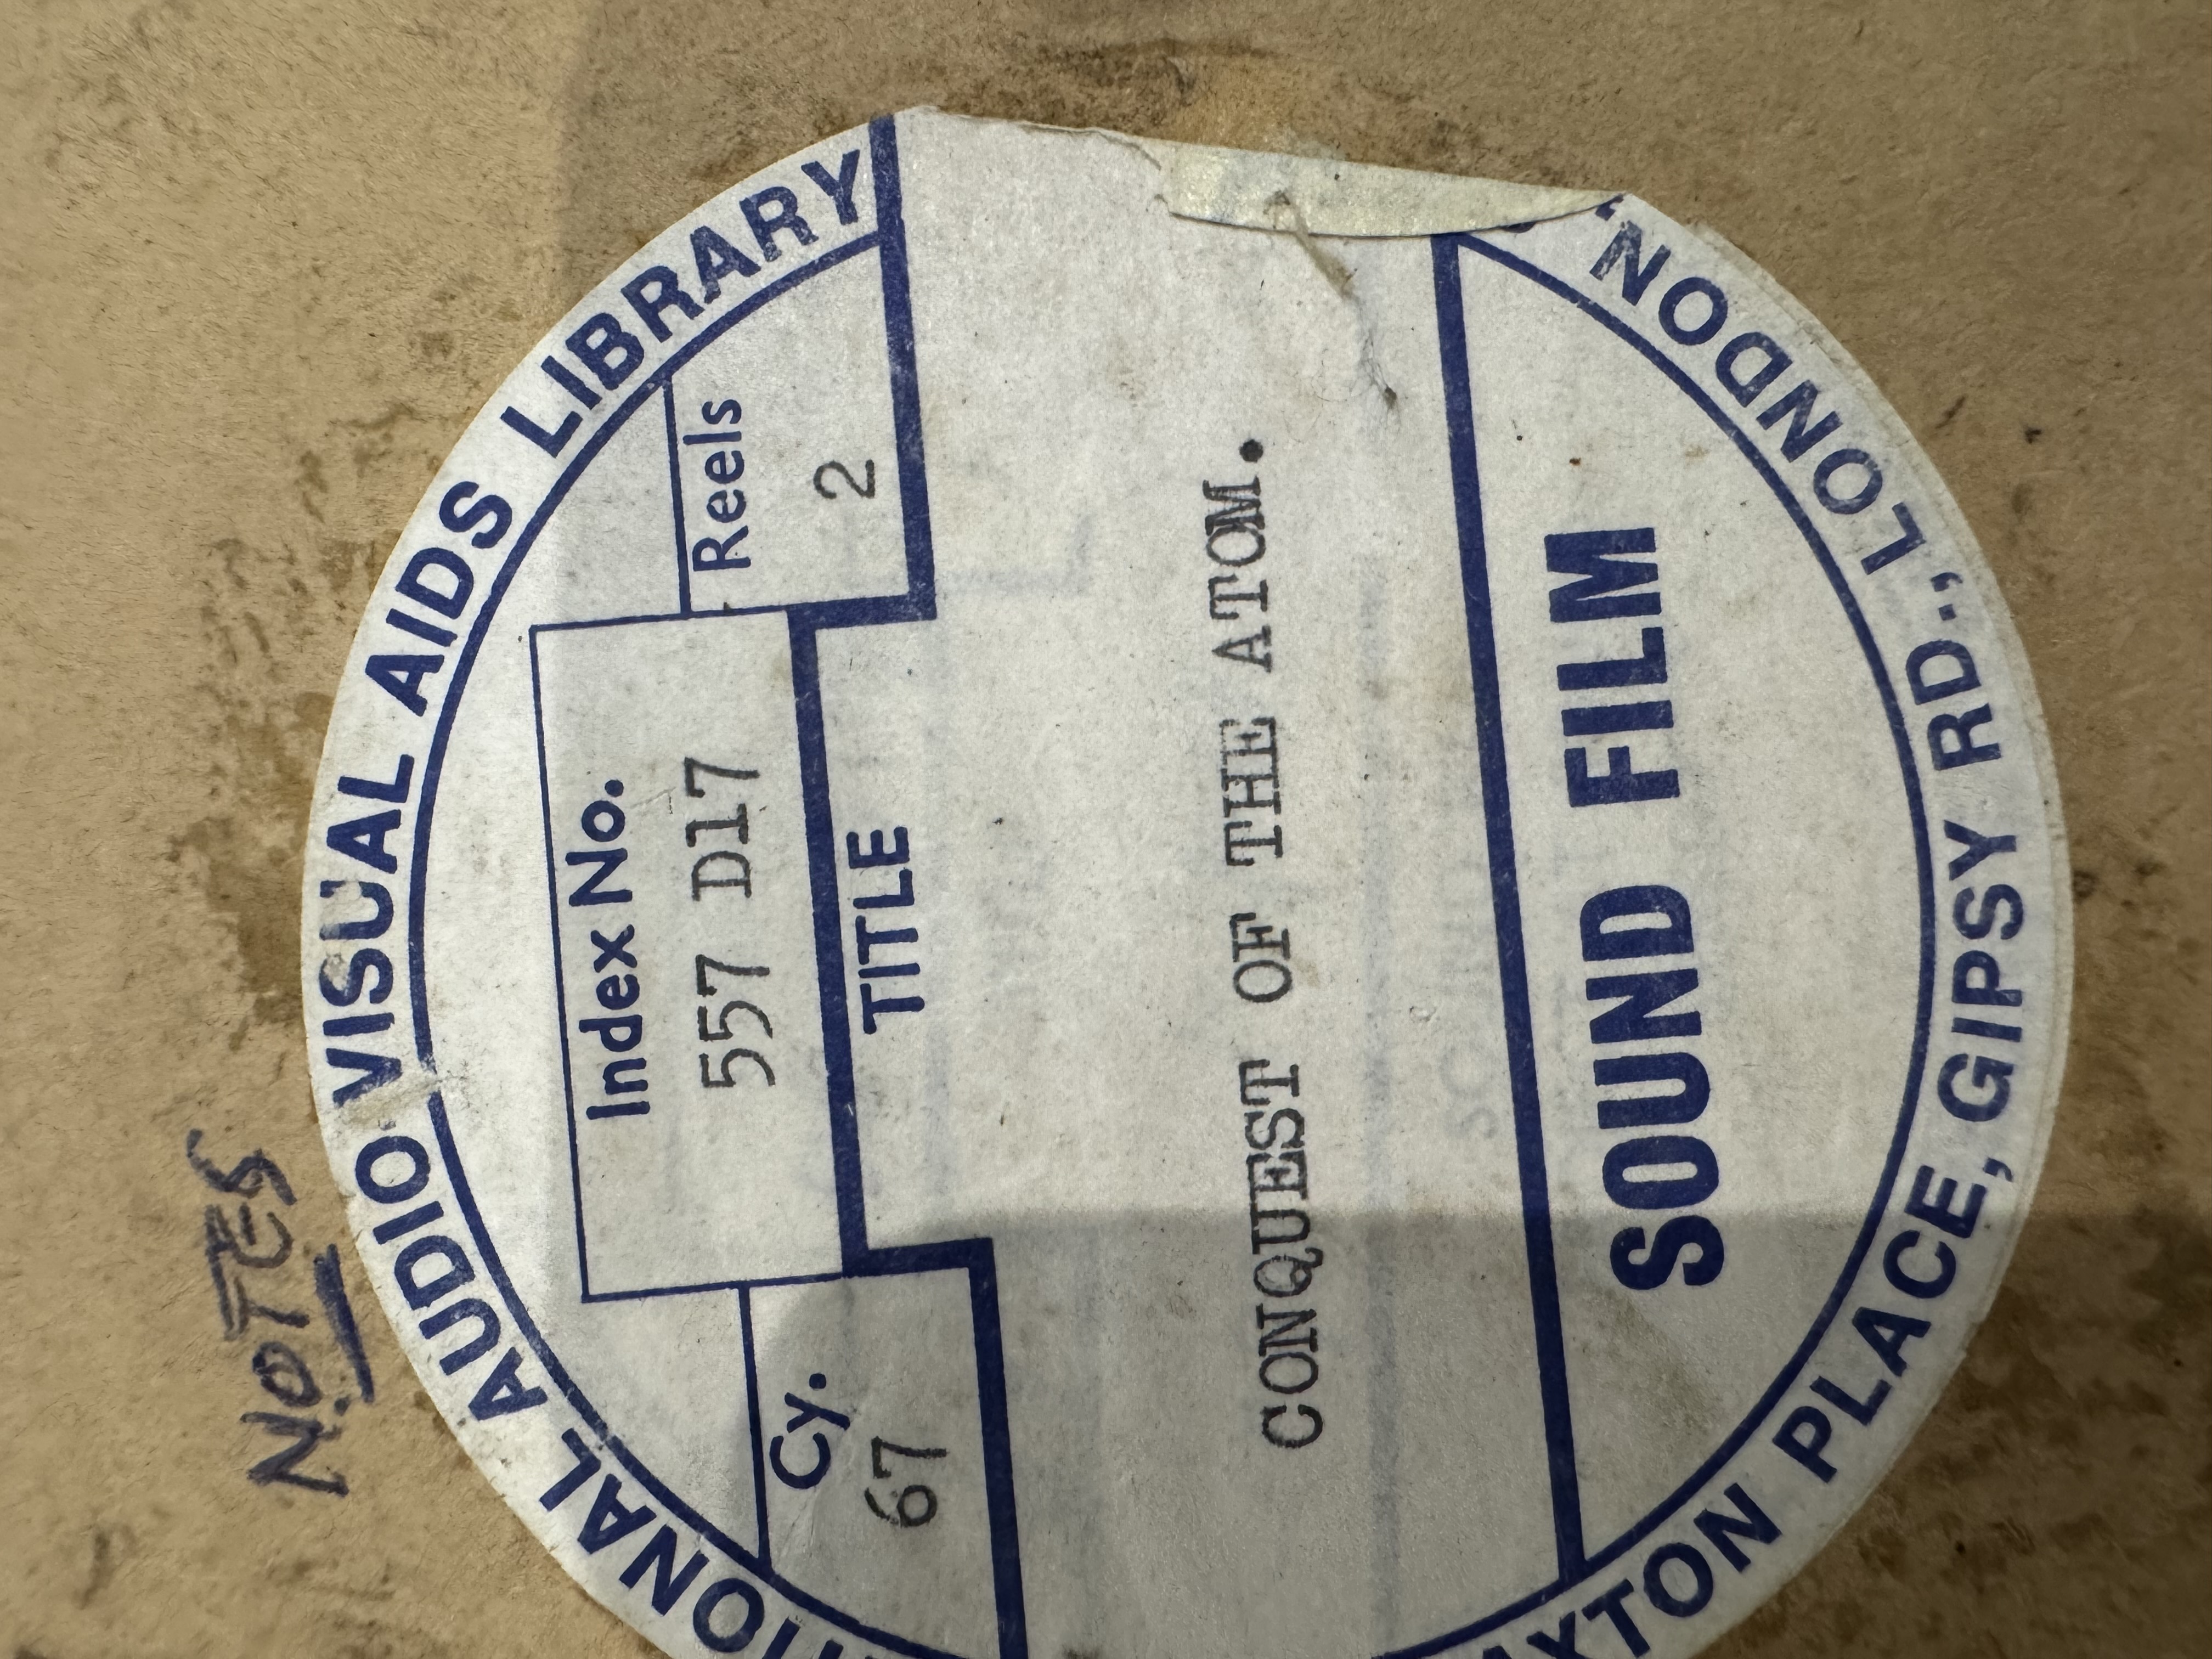 NOTES
TIONAL AUDIO VISUAL AIDS LIBRARY
Index No.
557 D17
Reels
2
Cy.
67
TITLE
CONQUEST OF THE ATOM.
SOUND FILM
XTON PLACE, GIPSY RD., LONDON,